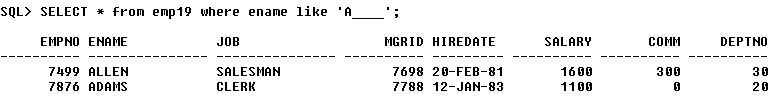 SQL> SELECT * from emp19 where ename like 'A____';
EMPNO ENAME JOB MGRID HIREDATE SALARY COMM DEPTNO
---------- --------------- --------------- ---------- --------- ---------- ---------- ----------
7499 ALLEN SALESMAN 7698 20-FEB-81 1600 300 30
7876 ADAMS CLERK 7788 12-JAN-83 1100 0 20